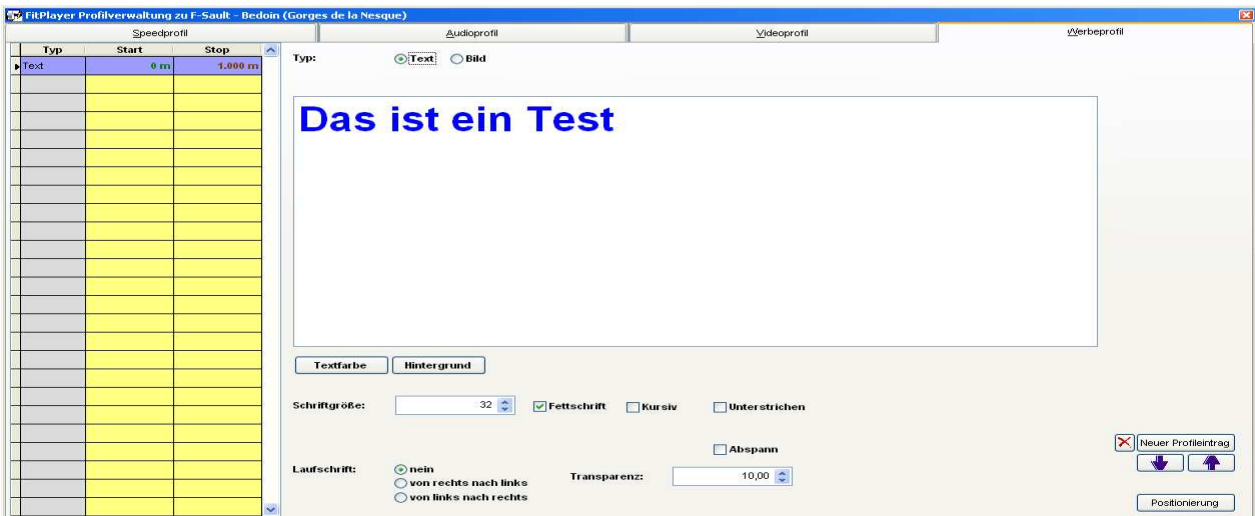 FitPlayer Profilverwaltung zu F-Sault - Bedoin (Gorges de la Nesque)
Speedprofil Audioprofil Videoprofil Werbeprofil
Typ Start Stop
Text 0 m 1.000 m
Typ: Text Bild
Das ist ein Test
Textfarbe Hintergrund
Schriftgröße: 32 Fettschrift Kursiv Unterstrichen
Abspann
Laufschrift: nein
von rechts nach links
von links nach rechts
Transparenz: 10,00
Neuer Profileintrag
Positionierung